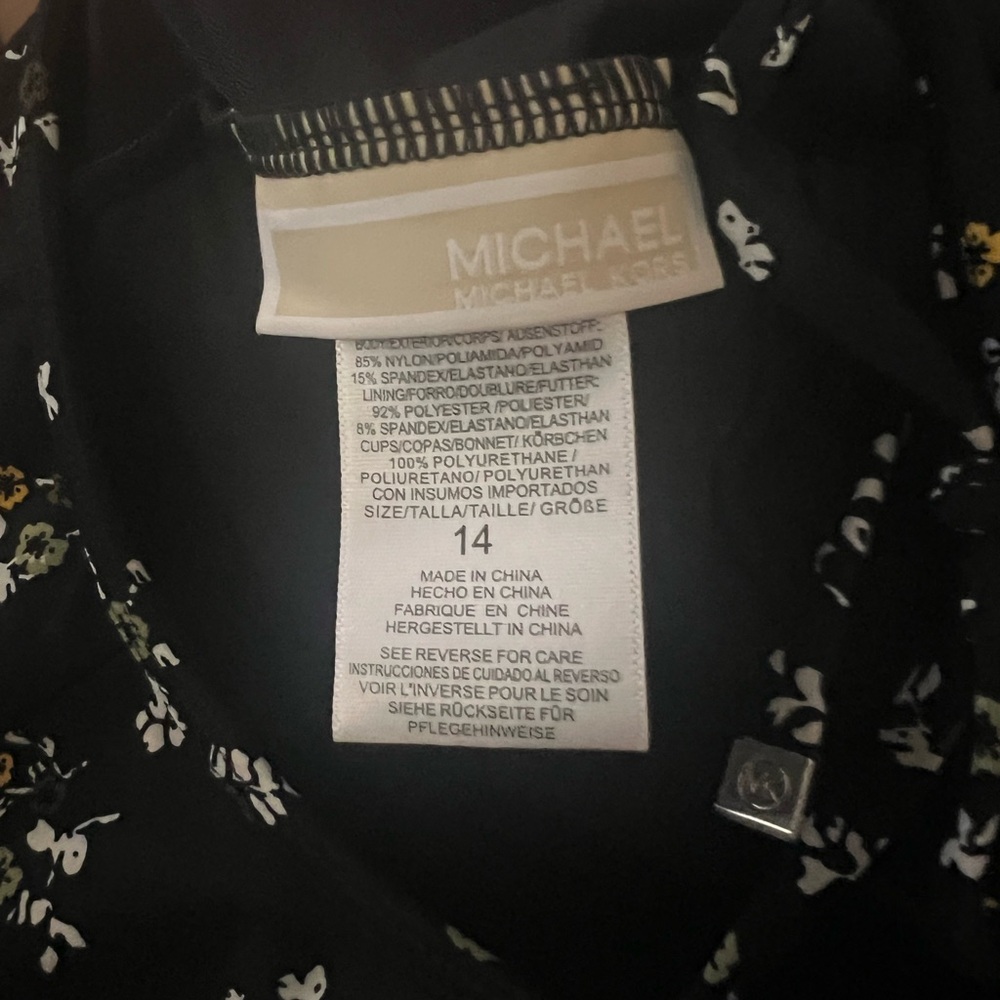 MICHAEL
MICHAEL KORS
BODY/EXTERIOR/CORPS/ AUSENSTOFF:
85% NYLON/POLIAMIDA/POLYAMID
15% SPANDEX/ELASTANO/ELASTHAN
LINING/FORRO/DOUBLURE/FUTTER:
92% POLYESTER /POLIESTER/
8% SPANDEX/ELASTANO/ELASTHAN
CUPS/COPAS/BONNET/ KÖRBCHEN
100% POLYURETHANE /
POLIURETANO/ POLYURETHAN
CON INSUMOS IMPORTADOS
SIZE/TALLA/TAILLE/ GRÖßE
14
MADE IN CHINA
HECHO EN CHINA
FABRIQUE EN CHINE
HERGESTELLT IN CHINA
SEE REVERSE FOR CARE
INSTRUCCIONES DE CUIDADO AL REVERSO
VOIR L'INVERSE POUR LE SOIN
SIEHE RÜCKSEITE FÜR
PFLEGEHINWEISE
MK